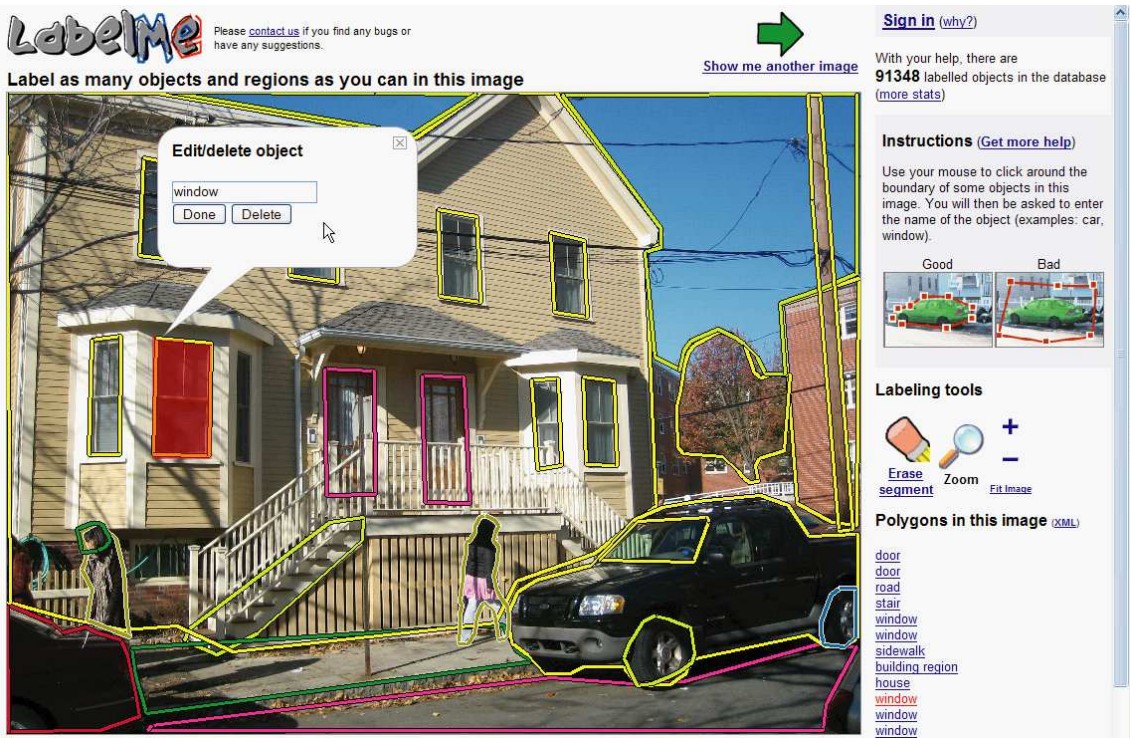 LabelMe
Please contact us if you find any bugs or
have any suggestions.
Show me another image
Label as many objects and regions as you can in this image
Edit/delete object
window
Done Delete
Sign in (why?)
With your help, there are
91348 labelled objects in the database
(more stats)
Instructions (Get more help)
Use your mouse to click around the
boundary of some objects in this
image. You will then be asked to enter
the name of the object (examples: car,
window).
Good Bad
Labeling tools
Erase
segment
Zoom
+
−
Fit Image
Polygons in this image (XML)
door
door
road
stair
window
window
sidewalk
building region
house
window
window
window